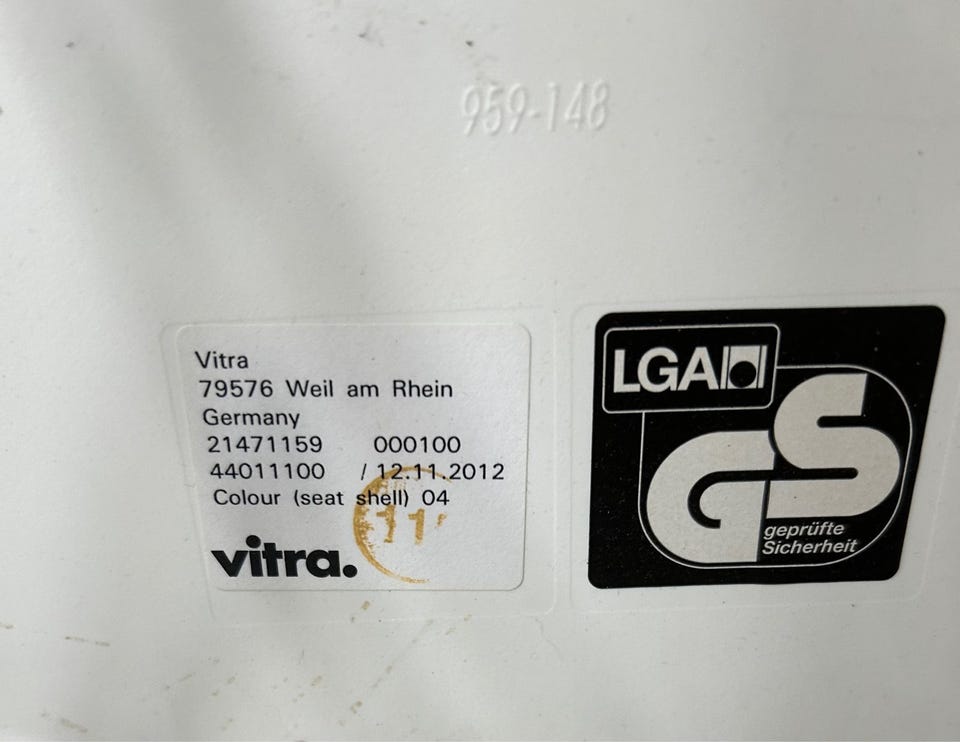 959-148
Vitra
79576 Weil am Rhein
Germany
21471159 000100
44011100 / 12.11.2012
Colour (seat shell) 04
11
vitra.
LGA
GS
geprüfte
Sicherheit